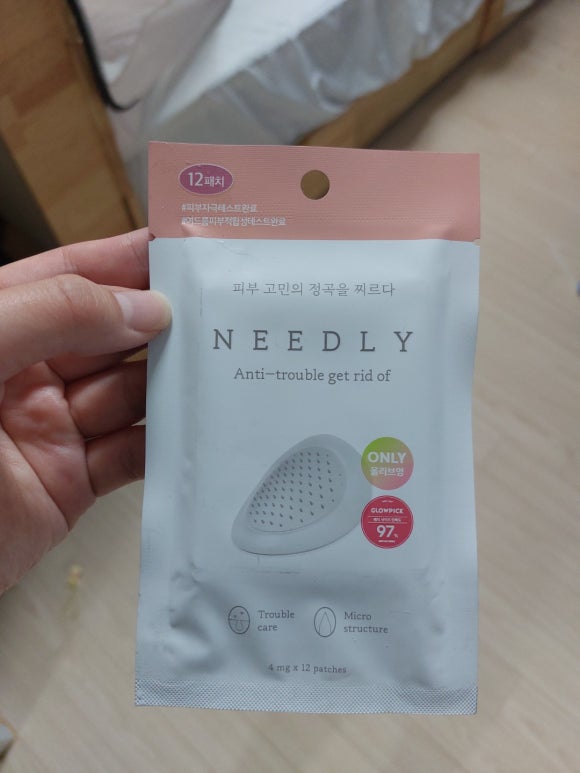 12패치
#피부자극테스트완료
#여드름피부적합성테스트완료
피부 고민의 정곡을 찌르다
NEEDLY
Anti-trouble get rid of
ONLY
올리브영
GLOWPICK
97%
Trouble
care
Micro
structure
4 mg x 12 patches